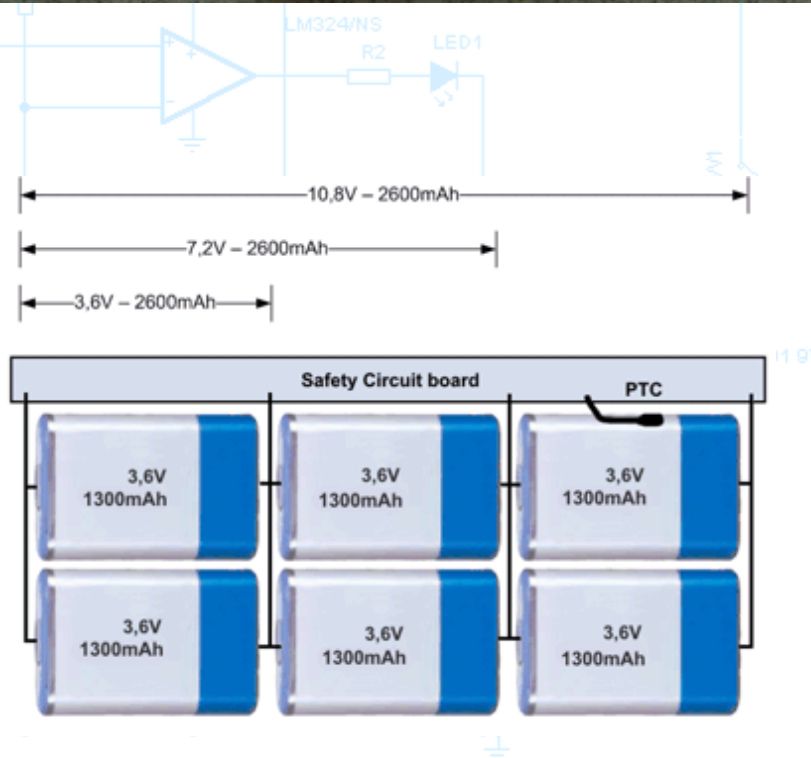 LM324/NS
R2
LED1
10,8V – 2600mAh
7,2V – 2600mAh
3,6V – 2600mAh
Safety Circuit board
PTC
3,6V
1300mAh
3,6V
1300mAh
3,6V
1300mAh
3,6V
1300mAh
3,6V
1300mAh
3,6V
1300mAh